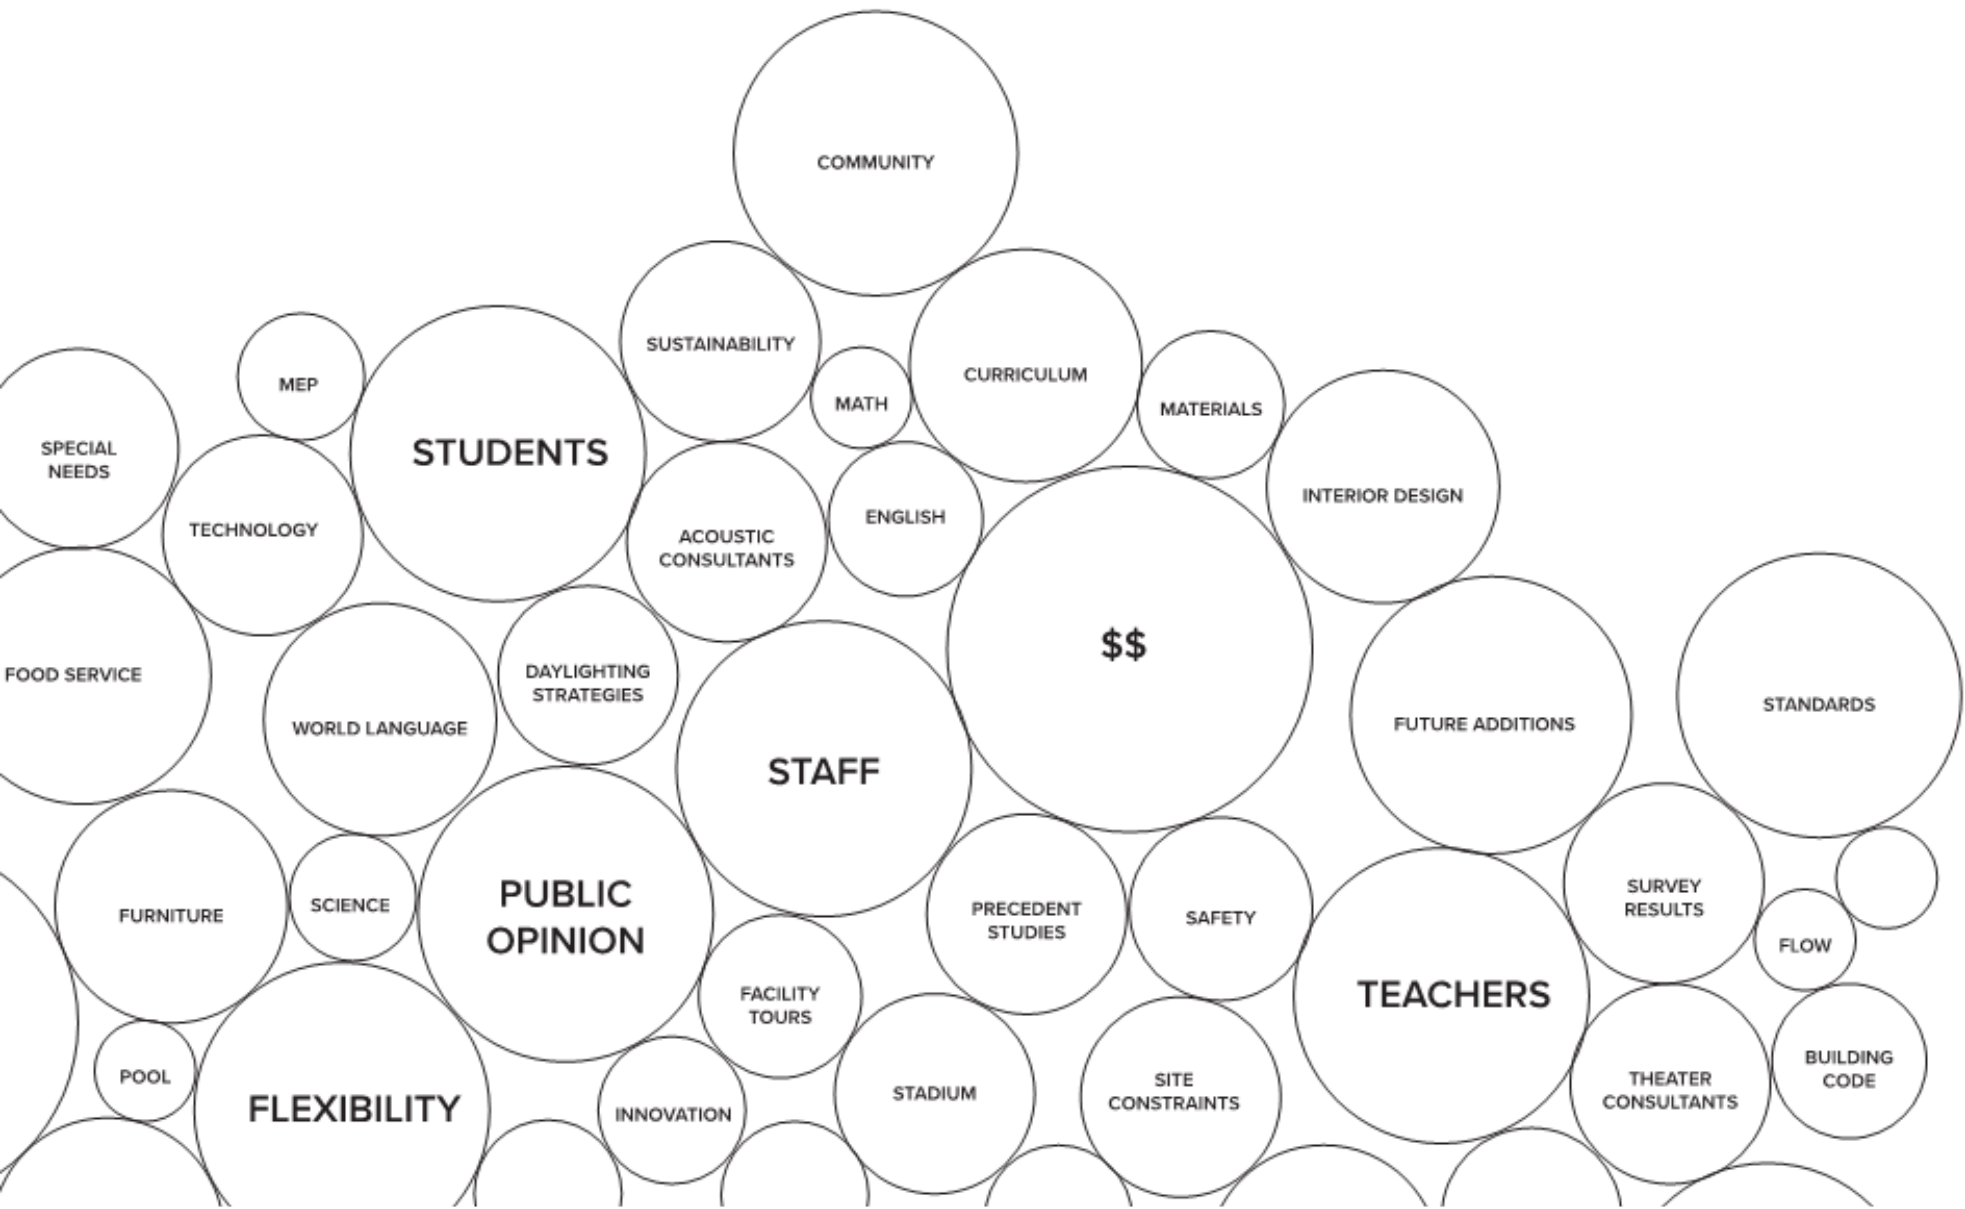 COMMUNITY
SUSTAINABILITY
MATH
CURRICULUM
MATERIALS
MEP
STUDENTS
SPECIAL
NEEDS
TECHNOLOGY
ACOUSTIC
CONSULTANTS
ENGLISH
INTERIOR DESIGN
FOOD SERVICE
WORLD LANGUAGE
DAYLIGHTING
STRATEGIES
STAFF
$$
FUTURE ADDITIONS
STANDARDS
FURNITURE
SCIENCE
PUBLIC
OPINION
PRECEDENT
STUDIES
SAFETY
SURVEY
RESULTS
FLOW
FACILITY
TOURS
TEACHERS
POOL
FLEXIBILITY
INNOVATION
STADIUM
SITE
CONSTRAINTS
THEATER
CONSULTANTS
BUILDING
CODE